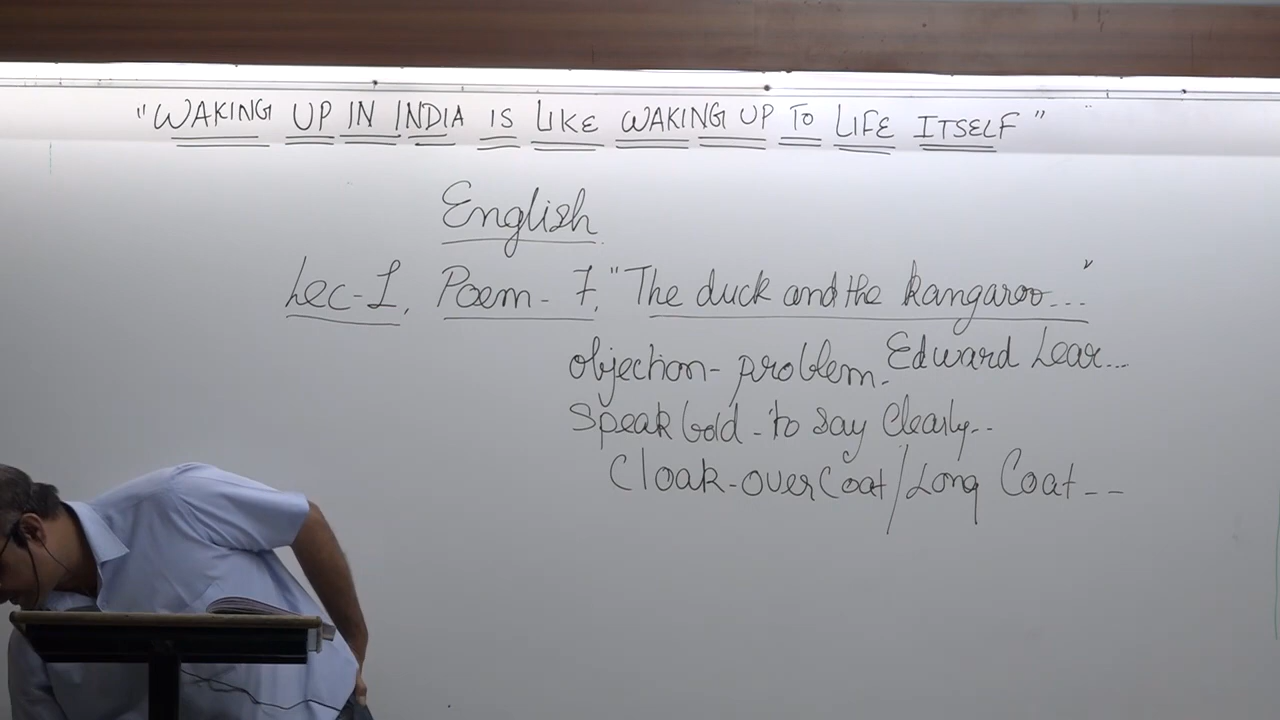 "WAKING UP IN INDIA IS LIKE WAKING UP TO LIFE ITSELF"
English
Lec-1, Poem - 7, "The duck and the kangaroo..."
Edward Lear...
objection - problem.
Speak bold - to say Clearly..
Cloak - overCoat / Long Coat - -